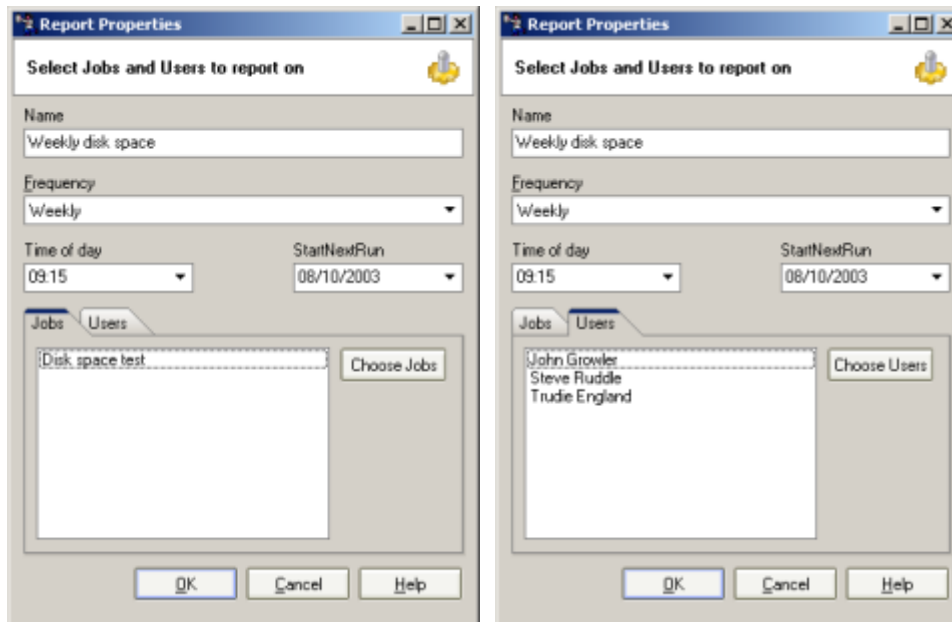 Report Properties
Select Jobs and Users to report on
Name
Weekly disk space
Frequency
Weekly
Time of day StartNextRun
09:15 08/10/2003
Jobs Users
Disk space test
Choose Jobs
OK Cancel Help
Report Properties
Select Jobs and Users to report on
Name
Weekly disk space
Frequency
Weekly
Time of day StartNextRun
09:15 08/10/2003
Jobs Users
John Growler
Choose Users
Steve Ruddle
Trudie England
OK Cancel Help